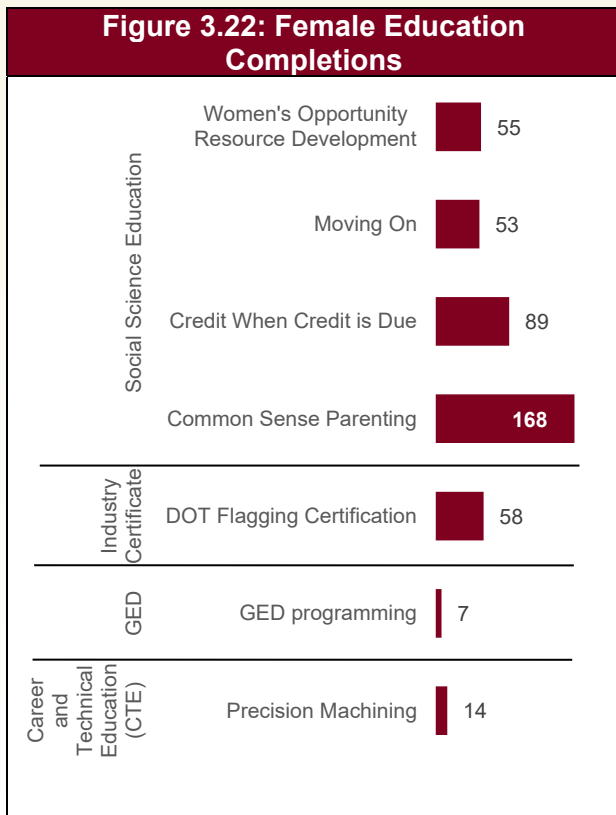 Figure 3.22: Female Education
Completions
Social Science Education
Women's Opportunity
Resource Development
55
Moving On
53
Credit When Credit is Due
89
Common Sense Parenting
168
Industry
Certificate
DOT Flagging Certification
58
GED
GED programming
7
Career
and
Technical
Education
(CTE)
Precision Machining
14